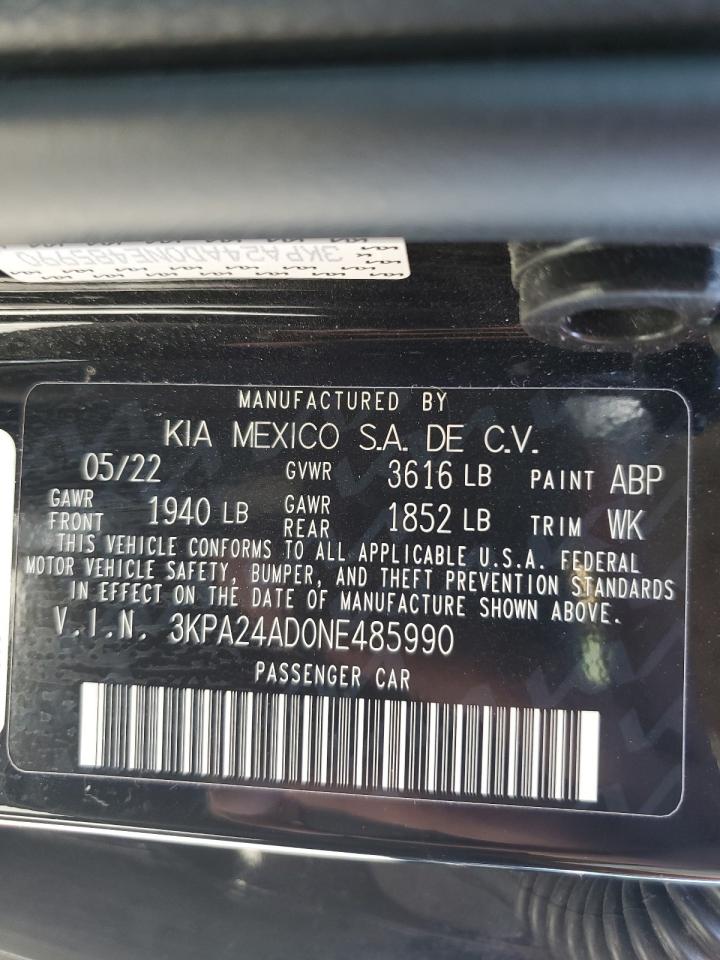 3KPA24AD0NE485990
MANUFACTURED BY
KIA MEXICO S.A. DE C.V.
05/22 GVWR 3616 LB PAINT ABP
GAWR FRONT 1940 LB GAWR REAR 1852 LB TRIM WK
THIS VEHICLE CONFORMS TO ALL APPLICABLE U.S.A. FEDERAL
MOTOR VEHICLE SAFETY, BUMPER, AND THEFT PREVENTION STANDARDS
IN EFFECT ON THE DATE OF MANUFACTURE SHOWN ABOVE.
V.I.N. 3KPA24AD0NE485990
PASSENGER CAR